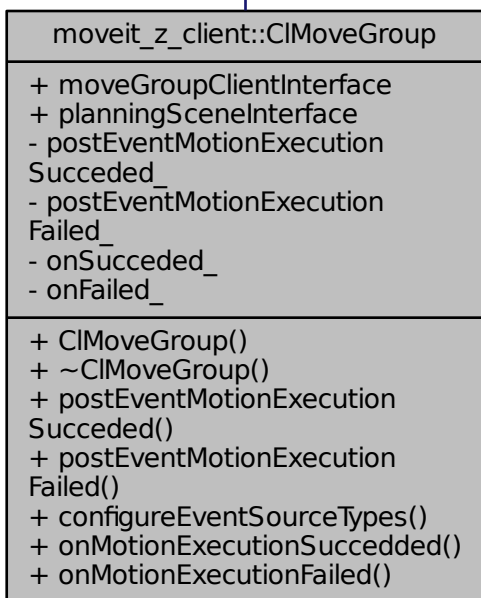 moveit_z_client::ClMoveGroup
+ moveGroupClientInterface
+ planningSceneInterface
- postEventMotionExecution
Succeded_
- postEventMotionExecution
Failed_
- onSucceded_
- onFailed_
+ ClMoveGroup()
+ ~ClMoveGroup()
+ postEventMotionExecution
Succeded()
+ postEventMotionExecution
Failed()
+ configureEventSourceTypes()
+ onMotionExecutionSuccedded()
+ onMotionExecutionFailed()